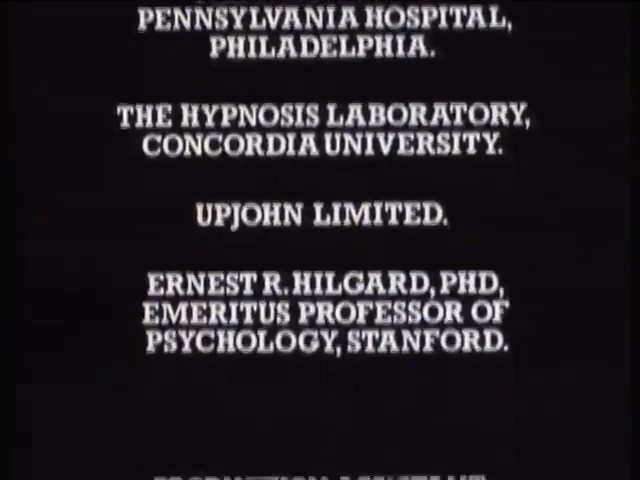 PENNSYLVANIA HOSPITAL,
PHILADELPHIA.
THE HYPNOSIS LABORATORY,
CONCORDIA UNIVERSITY.
UPJOHN LIMITED.
ERNEST R. HILGARD, PHD,
EMERITUS PROFESSOR OF
PSYCHOLOGY, STANFORD.